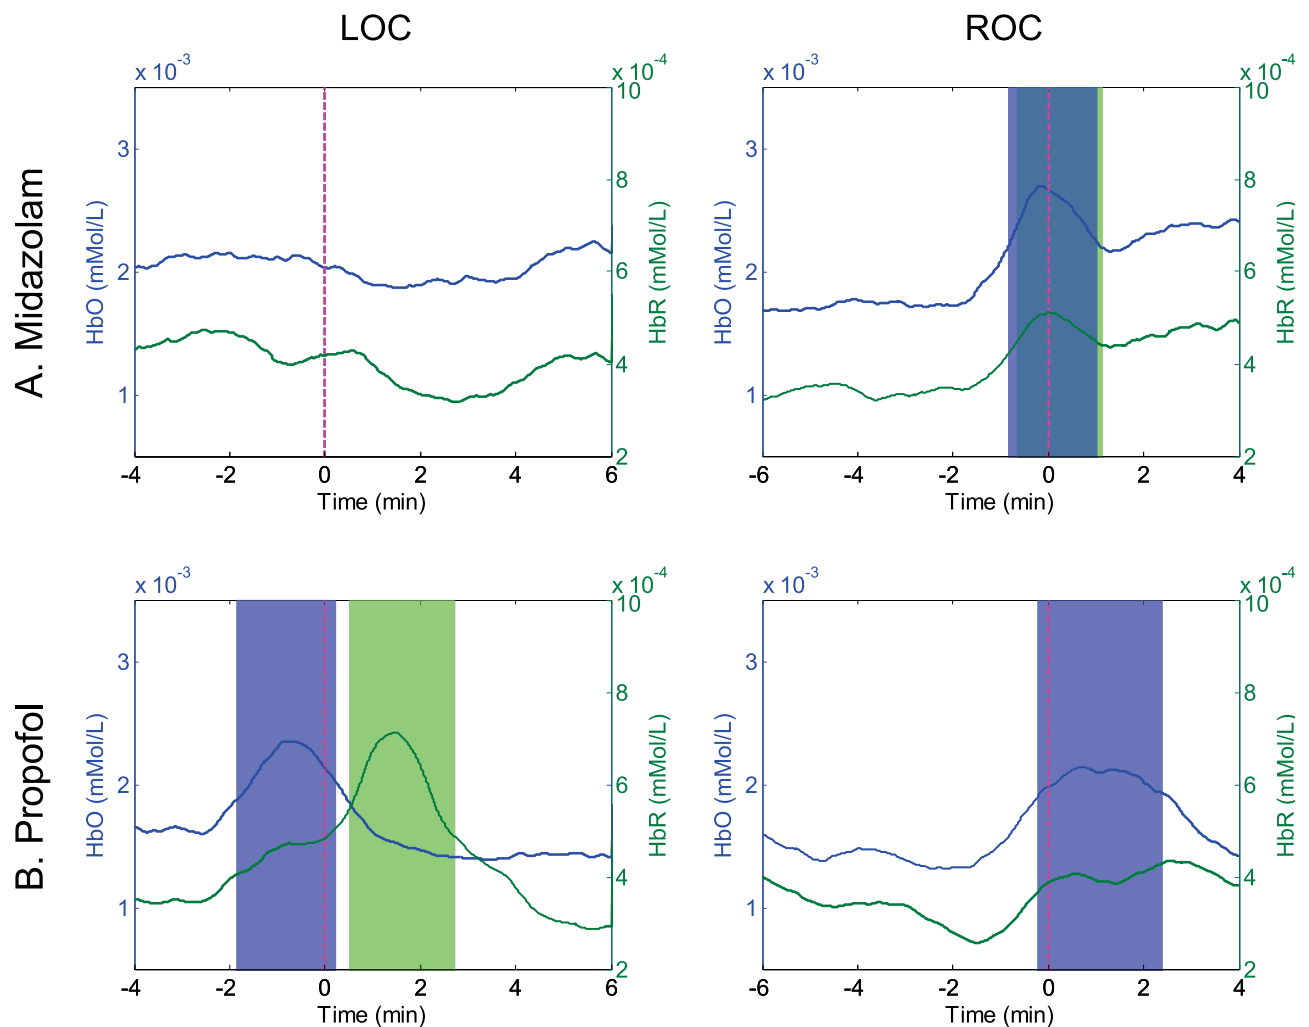 LOC
ROC
A. Midazolam
x 10-3
x 10-4
HbO (mMol/L)
3
2
1
10
8
6
4
2
HbR (mMol/L)
-4 -2 0 2 4 6
Time (min)
x 10-3
x 10-4
HbO (mMol/L)
3
2
1
10
8
6
4
2
HbR (mMol/L)
-6 -4 -2 0 2 4
Time (min)
B. Propofol
x 10-3
x 10-4
HbO (mMol/L)
3
2
1
10
8
6
4
2
HbR (mMol/L)
-4 -2 0 2 4 6
Time (min)
x 10-3
x 10-4
HbO (mMol/L)
3
2
1
10
8
6
4
2
HbR (mMol/L)
-6 -4 -2 0 2 4
Time (min)